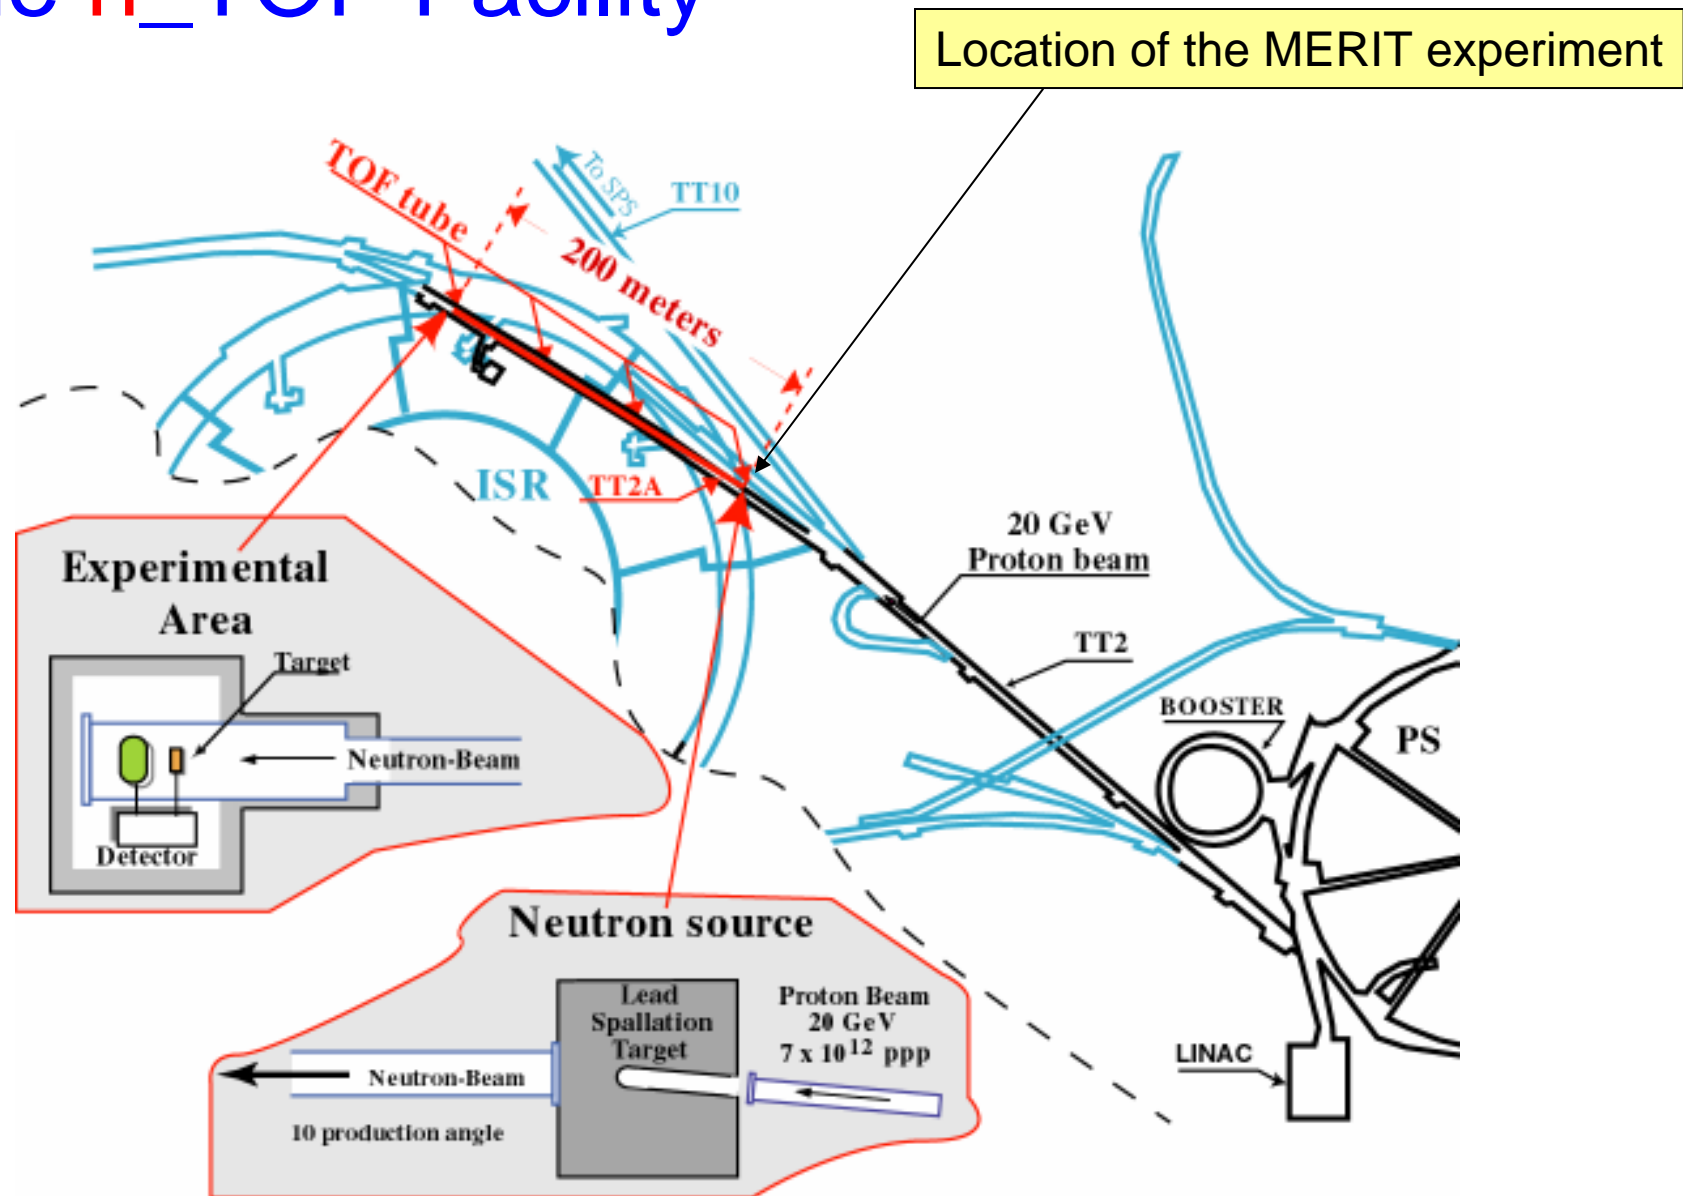 n_TOF Facility
Location of the MERIT experiment
TOF tube
To SPS
TT10
200 meters
ISR
TT2A
20 GeV
Proton beam
TT2
BOOSTER
PS
Experimental
Area
Target
Neutron-Beam
Detector
Neutron source
Lead
Spallation
Target
Proton Beam
20 GeV
7 x 10¹² ppp
Neutron-Beam
10 production angle
LINAC